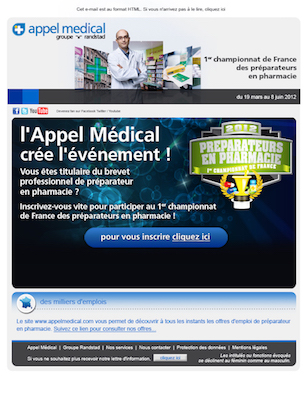 Cet e-mail est au format HTML. Si vous n'arrivez pas à le lire, cliquez ici
appel medical
groupe randstad
1er championnat de France
des préparateurs
en pharmacie
du 19 mars au 8 juin 2012
You Tube
l'Appel Médical
crée l'événement !
Vous êtes titulaire du brevet
professionnel de préparateur
en pharmacie ?
Inscrivez-vous vite pour participer au 1er championnat
de France des préparateurs en pharmacie !
2012
PREPARATEURS
EN PHARMACIE
1er CHAMPIONNAT DE FRANCE
pour vous inscrire cliquez ici
des milliers d'emplois
Le site www.appelmedical.com vous permet de découvrir à tous les instants les offres d'emploi de préparateur
en pharmacie. Suivez ce lien pour consulter nos offres...
Appel Médical | Groupe Randstad | Nos services | Nous contacter | Protection des données | Mentions légales
Si vous ne souhaitez plus recevoir notre lettre d'information, cliquez ici
Les intitulés ou fonctions évoqués
se déclinent au féminin comme au masculin.